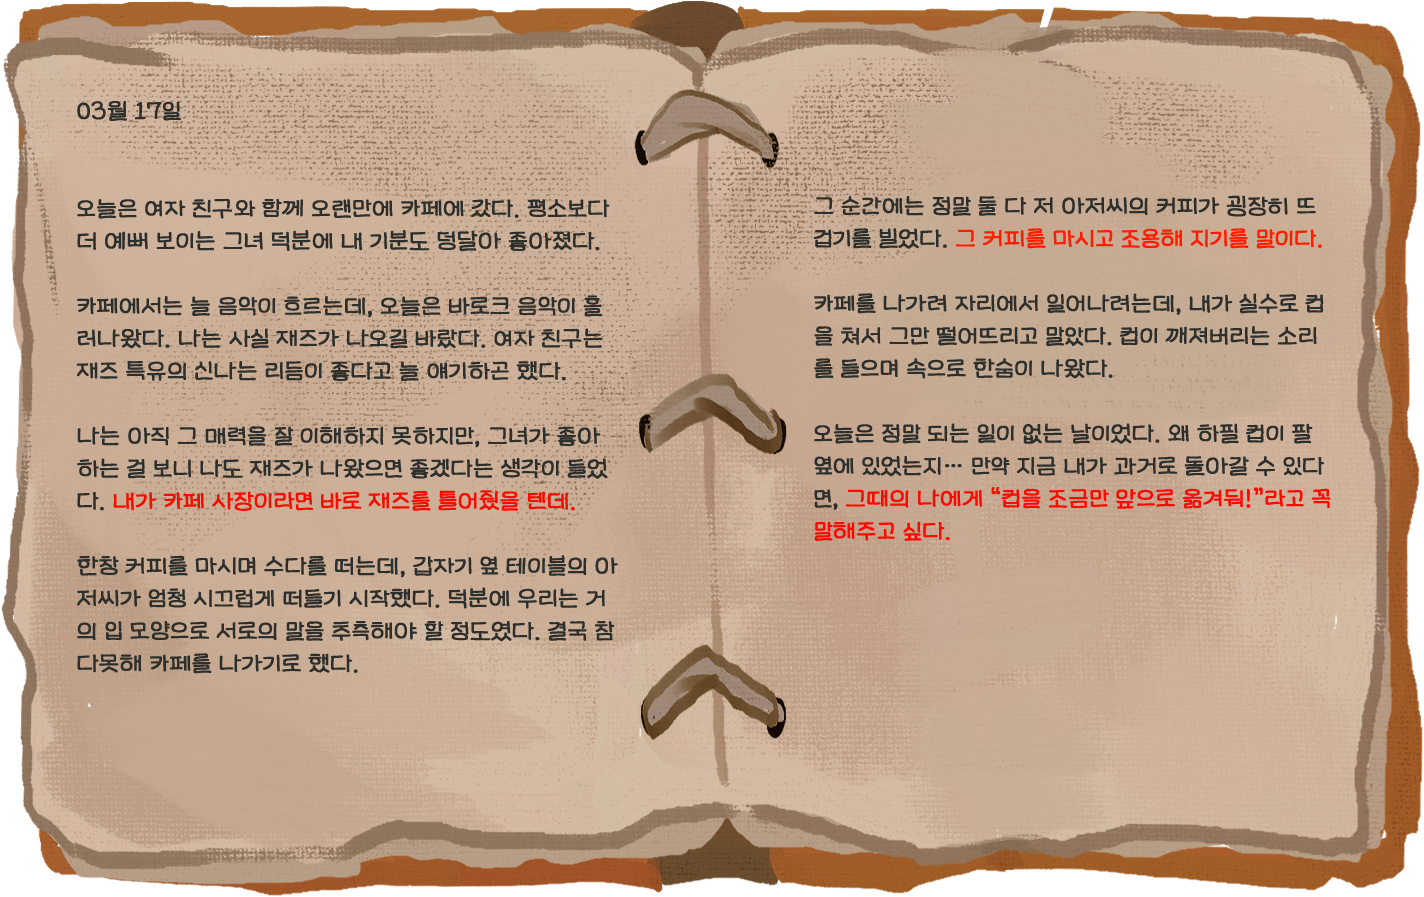 03월 17일
오늘은 여자 친구와 함께 오랜만에 카페에 갔다. 평소보다
더 예뻐 보이는 그녀 덕분에 내 기분도 덩달아 좋아졌다.
카페에서는 늘 음악이 흐르는데, 오늘은 바로크 음악이 흘
러나왔다. 나는 사실 재즈가 나오길 바랐다. 여자 친구는
재즈 특유의 신나는 리듬이 좋다고 늘 얘기하곤 했다.
나는 아직 그 매력을 잘 이해하지 못하지만, 그녀가 좋아
하는 걸 보니 나도 재즈가 나왔으면 좋겠다는 생각이 들었
다. 내가 카페 사장이라면 바로 재즈를 틀어줬을 텐데.
한창 커피를 마시며 수다를 떠는데, 갑자기 옆 테이블의 아
저씨가 엄청 시끄럽게 떠들기 시작했다. 덕분에 우리는 거
의 입 모양으로 서로의 말을 추측해야 할 정도였다. 결국 참
다못해 카페를 나가기로 했다.
그 순간에는 정말 둘 다 저 아저씨의 커피가 굉장히 뜨
겁기를 빌었다. 그 커피를 마시고 조용해 지기를 말이다.
카페를 나가려 자리에서 일어나려는데, 내가 실수로 컵
을 쳐서 그만 떨어뜨리고 말았다. 컵이 깨져버리는 소리
를 들으며 속으로 한숨이 나왔다.
오늘은 정말 되는 일이 없는 날이었다. 왜 하필 컵이 팔
옆에 있었는지… 만약 지금 내가 과거로 돌아갈 수 있다
면, 그때의 나에게 “컵을 조금만 앞으로 옮겨둬!”라고 꼭
말해주고 싶다.